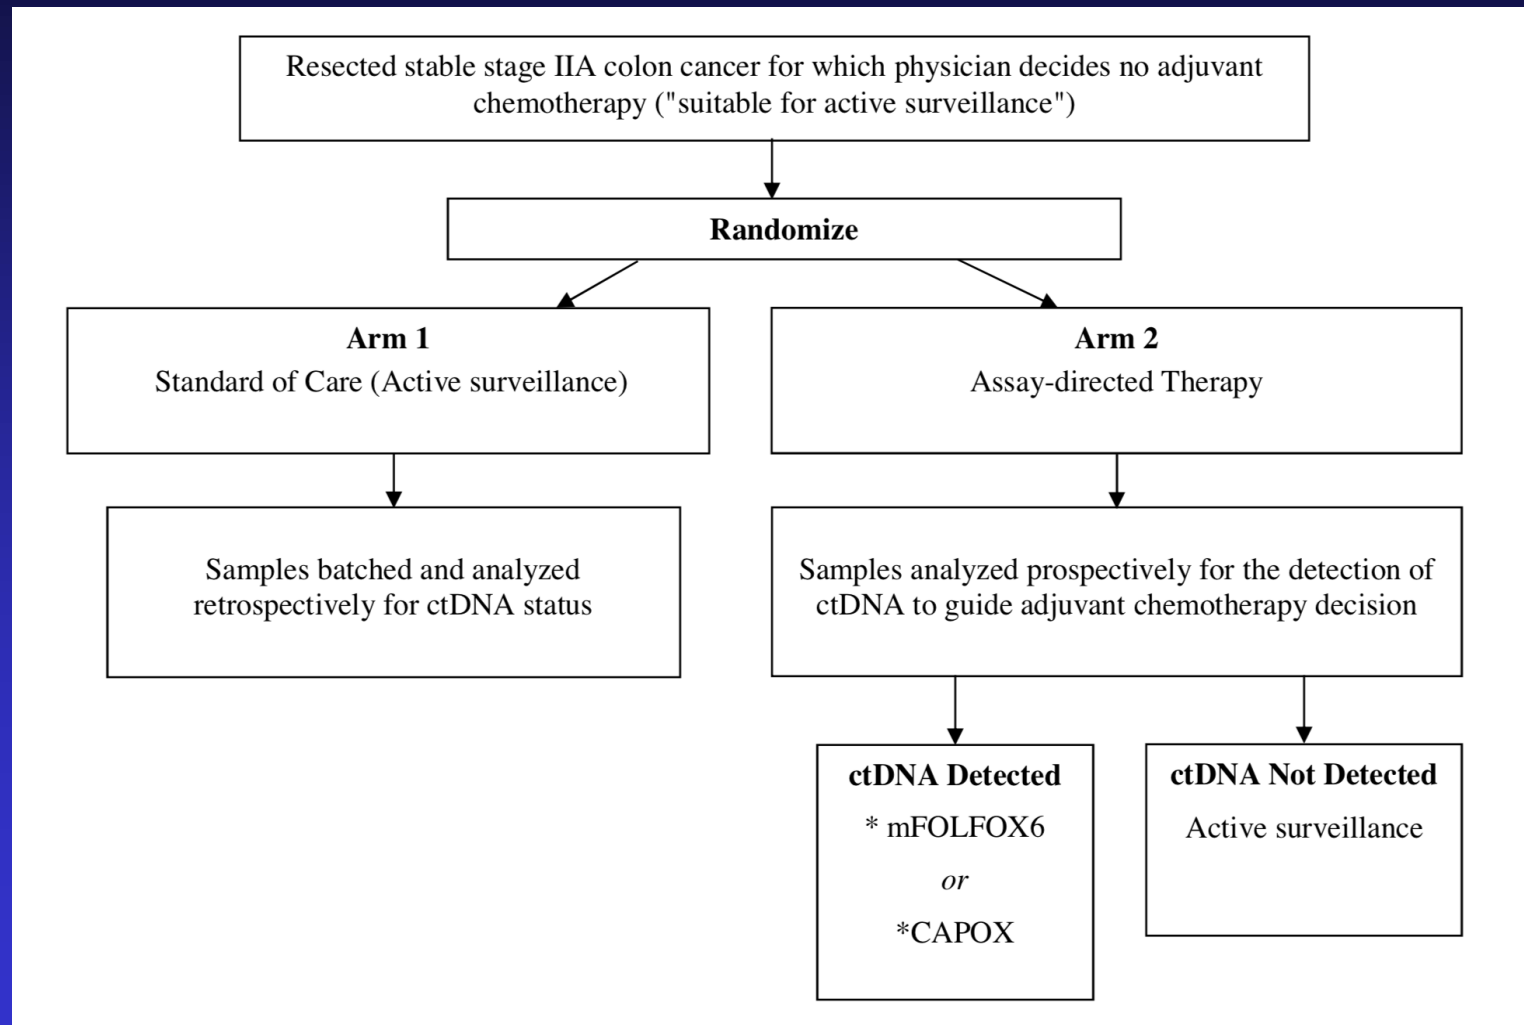 Resected stable stage IIA colon cancer for which physician decides no adjuvant
chemotherapy ("suitable for active surveillance")
Randomize
Arm 1
Standard of Care (Active surveillance)
Arm 2
Assay-directed Therapy
Samples batched and analyzed
retrospectively for ctDNA status
Samples analyzed prospectively for the detection of
ctDNA to guide adjuvant chemotherapy decision
ctDNA Detected
* mFOLFOX6
or
*CAPOX
ctDNA Not Detected
Active surveillance